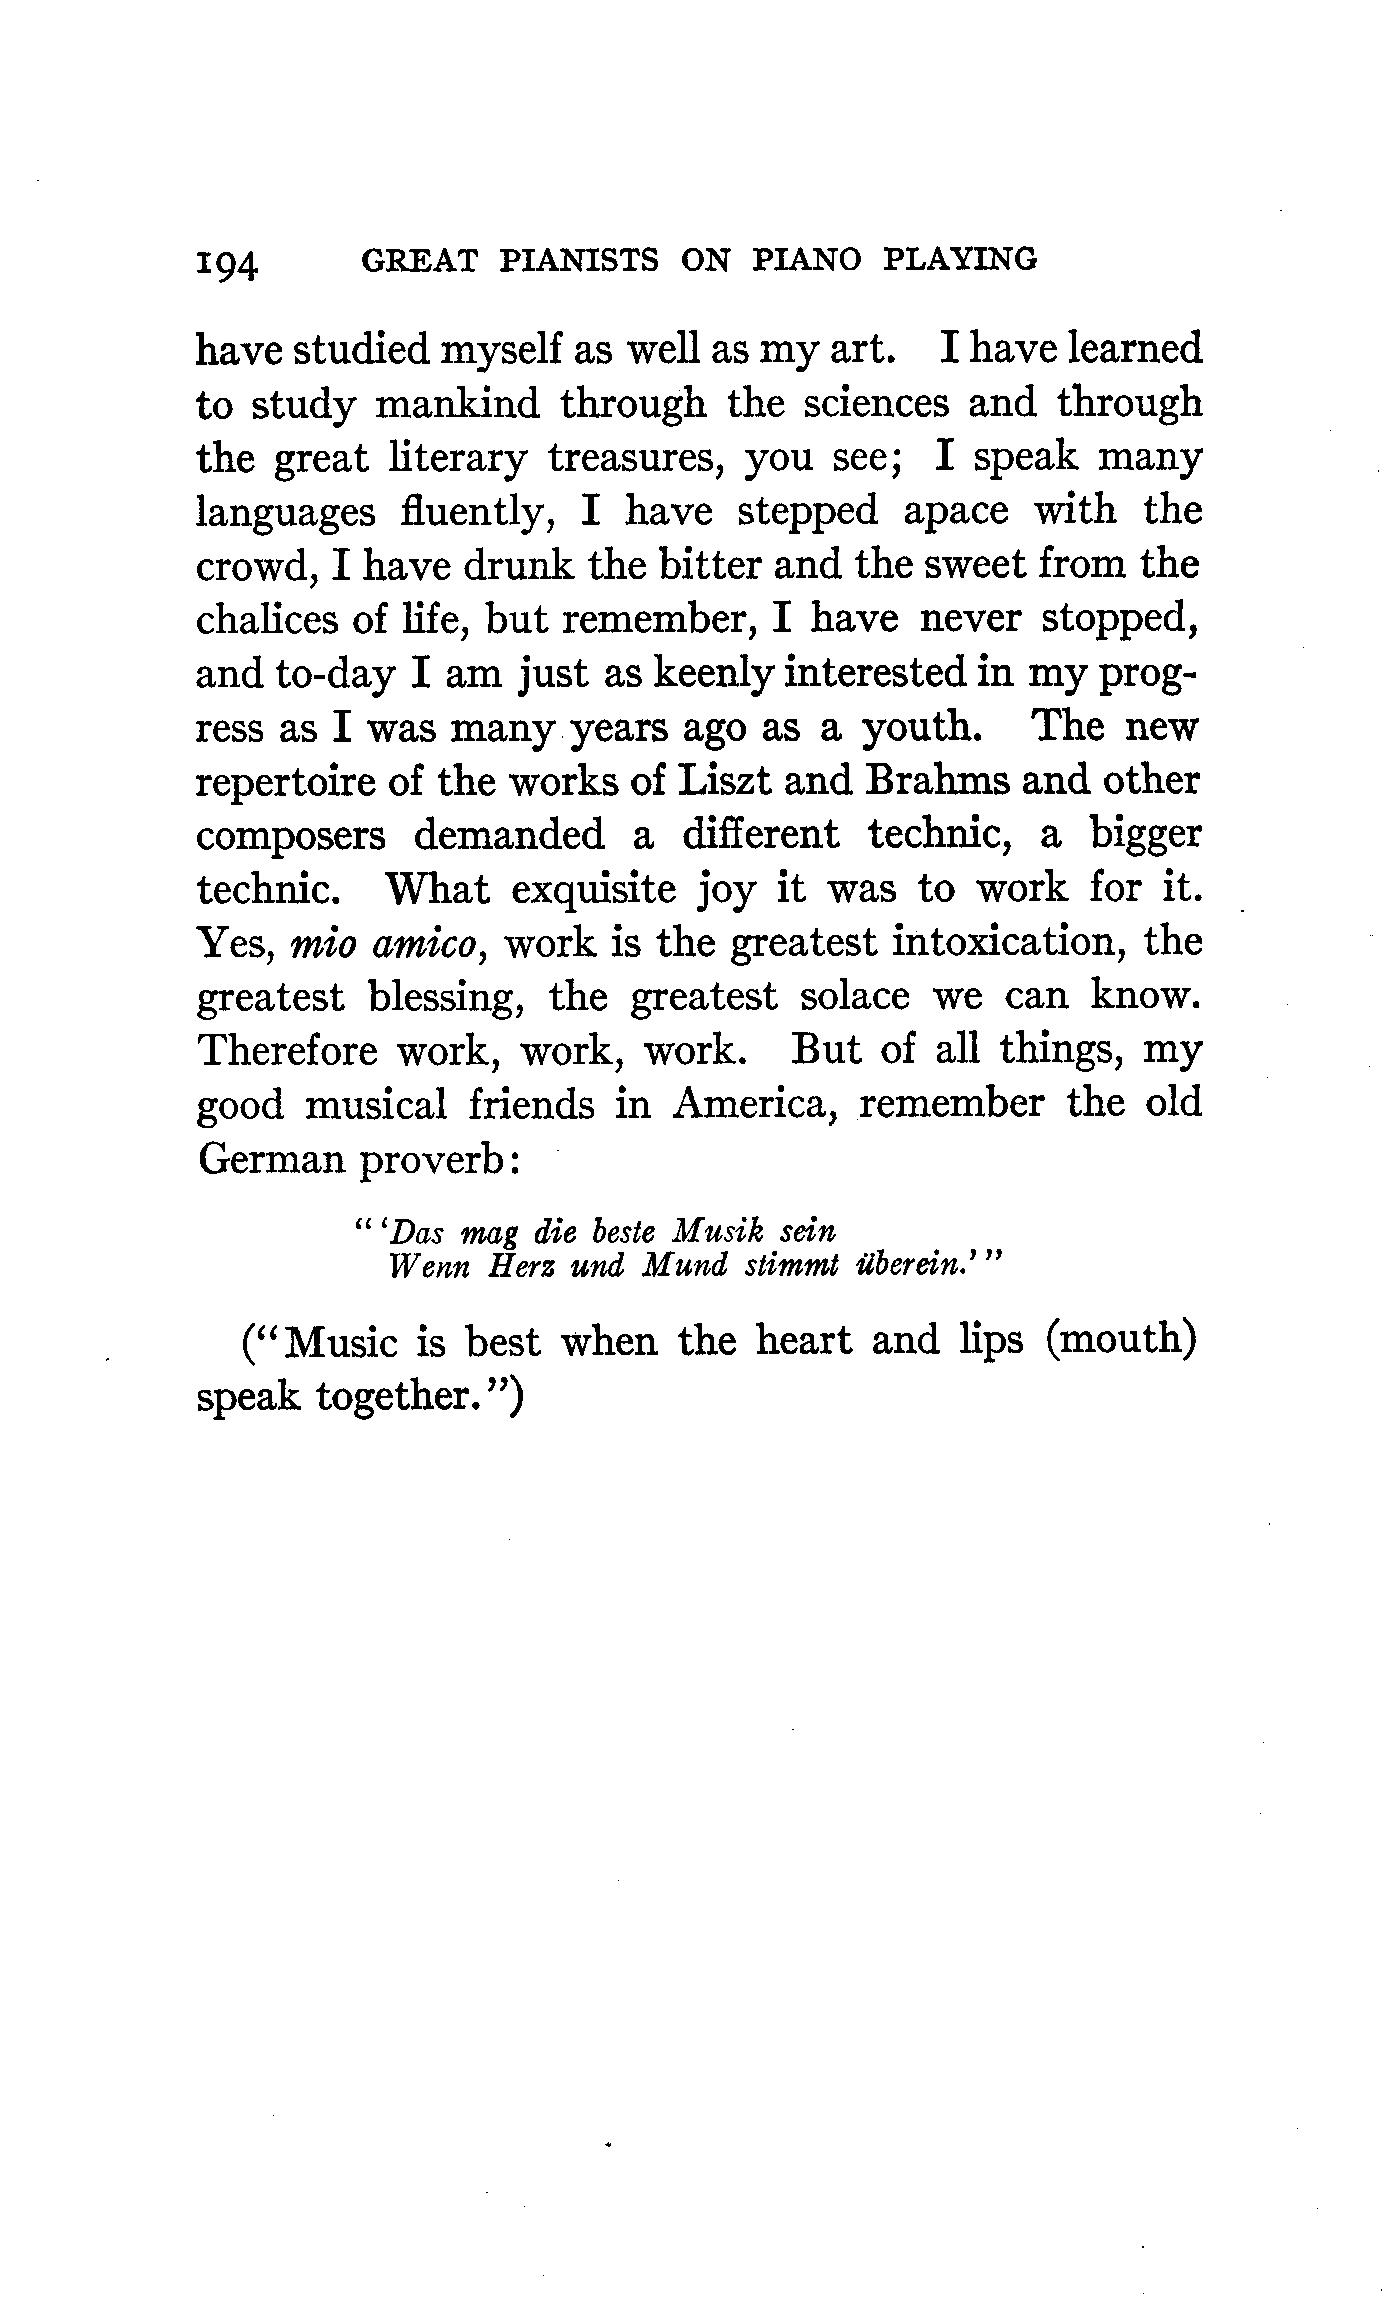 194 GREAT PIANISTS ON PIANO PLAYING
have studied myself as well as my art. I have learned
to study mankind through the sciences and through
the great literary treasures, you see; I speak many
languages fluently, I have stepped apace with the
crowd, I have drunk the bitter and the sweet from the
chalices of life, but remember, I have never stopped,
and to-day I am just as keenly interested in my prog-
ress as I was many years ago as a youth. The new
repertoire of the works of Liszt and Brahms and other
composers demanded a different technic, a bigger
technic. What exquisite joy it was to work for it.
Yes, mio amico, work is the greatest intoxication, the
greatest blessing, the greatest solace we can know.
Therefore work, work, work. But of all things, my
good musical friends in America, remember the old
German proverb:
“‘Das mag die beste Musik sein
Wenn Herz und Mund stimmt überein.’”
(“Music is best when the heart and lips (mouth)
speak together.”)